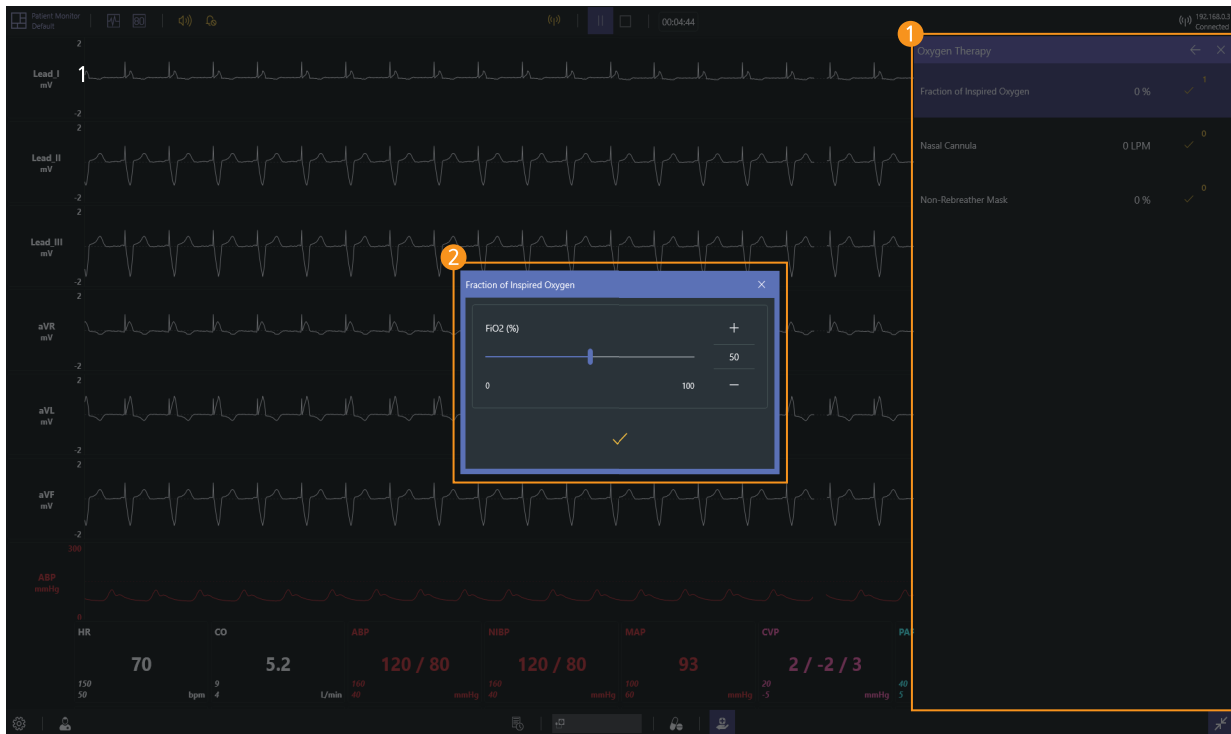 Patient Monitor
Default
80
00:04:44
192.168.0.3
Connected
1
Oxygen Therapy
Fraction of Inspired Oxygen 0 % 1
Nasal Cannula 0 LPM 0
Non-Rebreather Mask 0 %  0
2
Lead_I 1
mV
-2
2
Lead_II
mV
-2
2
Lead_III
mV
-2
2
aVR
mV
-2
2
aVL
mV
-2
2
aVF
mV
-2
300
ABP
mmHg
0
2
Fraction of Inspired Oxygen
FiO2 (%)
50
0 100
HR CO ABP NIBP MAP CVP
70 5.2 120 / 80 120 / 80 93 2 / -2 / 3
150 9 160 160 100 20 40
50 bpm 4 L/min 40 mmHg 40 mmHg 60 mmHg -5 mmHg 5